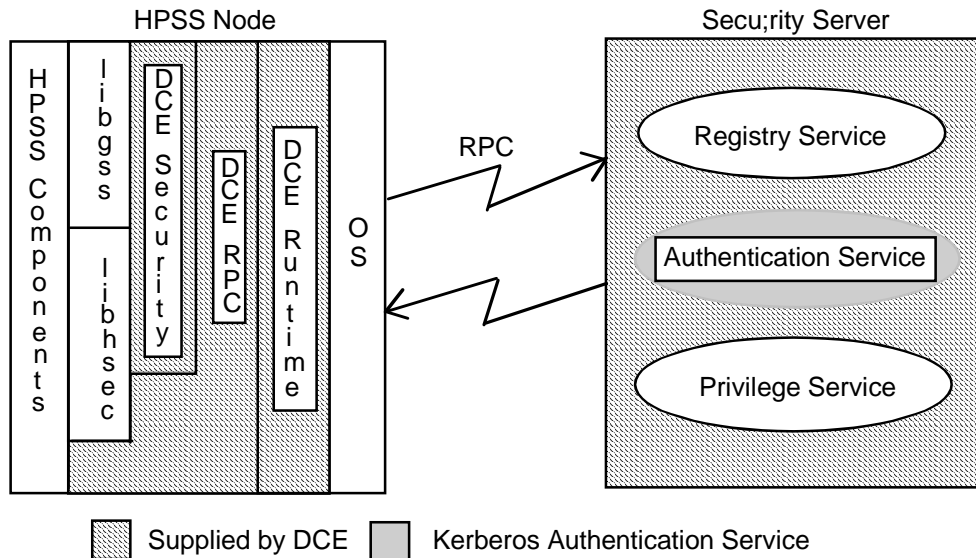 HPSS Node
Secu;rity Server
HPSS Components
libgss
libhsec
DCE Security
DCE RPC
DCE Runtime
OS
RPC
Registry Service
Authentication Service
Privilege Service
Supplied by DCE
Kerberos Authentication Service